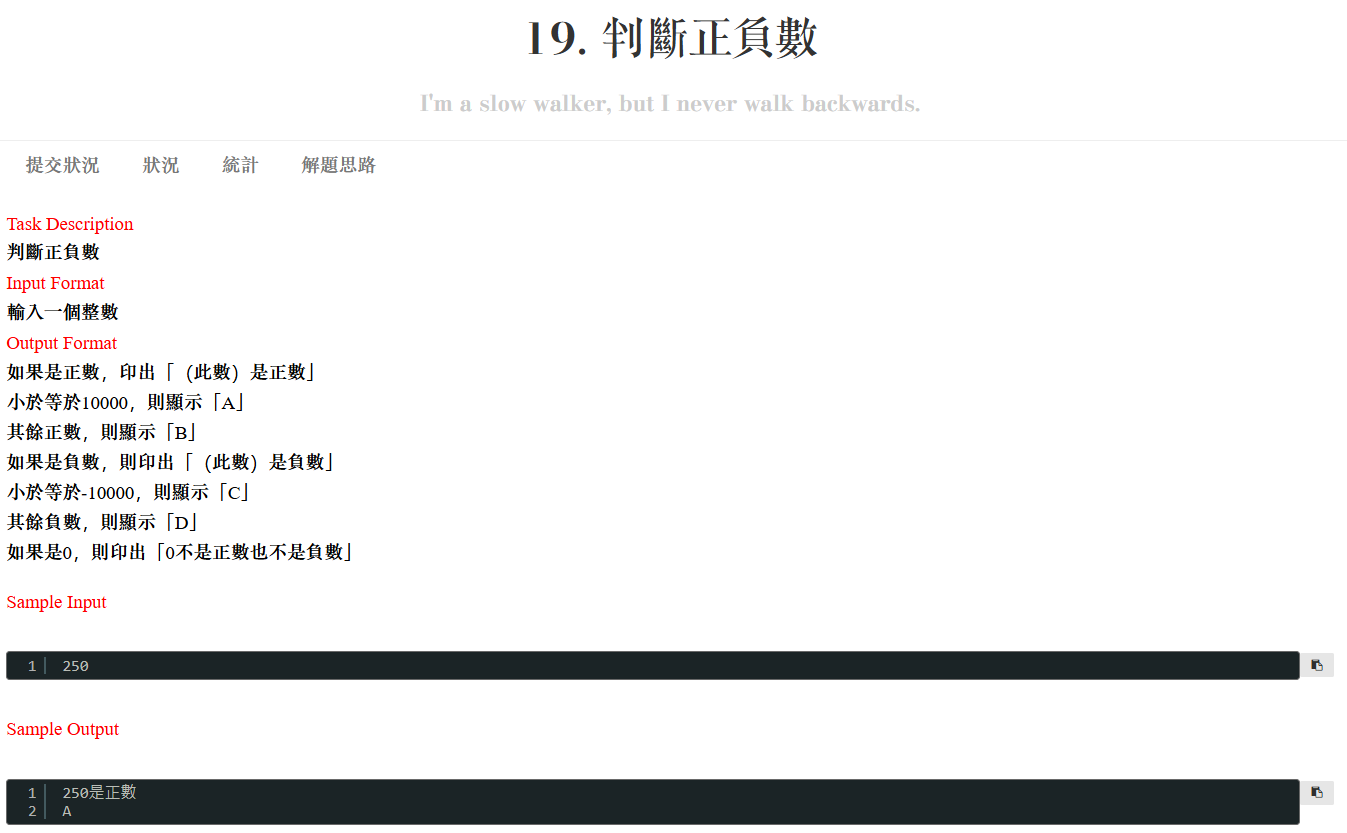 19. 判斷正負數
I'm a slow walker, but I never walk backwards.
提交狀況 狀況 統計 解題思路
Task Description
判斷正負數
Input Format
輸入一個整數
Output Format
如果是正數，印出「（此數）是正數」
小於等於10000，則顯示「A」
其餘正數，則顯示「B」
如果是負數，則印出「（此數）是負數」
小於等於-10000，則顯示「C」
其餘負數，則顯示「D」
如果是0，則印出「0不是正數也不是負數」
Sample Input
1 250
Sample Output
1 250是正數
2 A